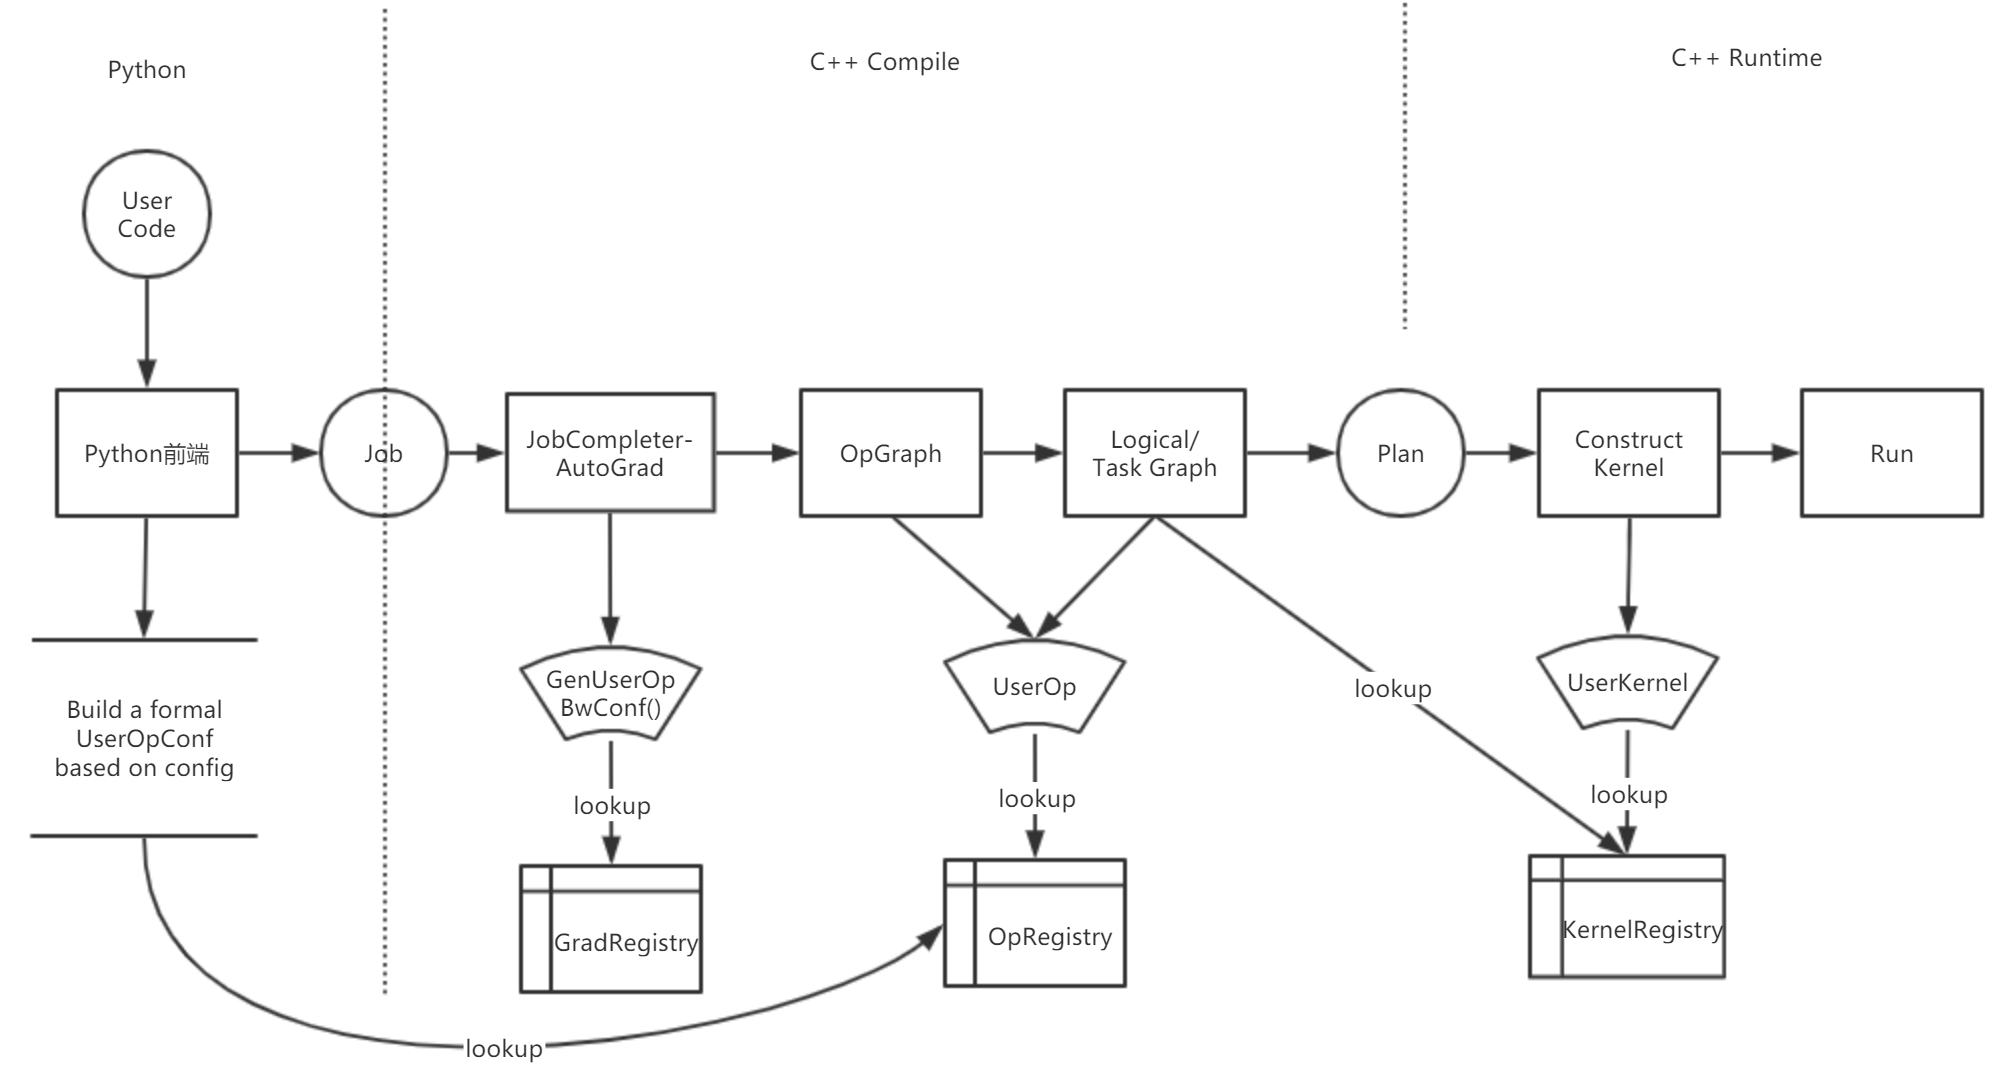 Python
C++ Compile
C++ Runtime
User
Code
Python前端
Job
JobCompleter-
AutoGrad
OpGraph
Logical/
Task Graph
Plan
Construct
Kernel
Run
Build a formal
UserOpConf
based on config
GenUserOp
BwConf()
UserOp
lookup
UserKernel
lookup
lookup
lookup
GradRegistry
OpRegistry
KernelRegistry
lookup